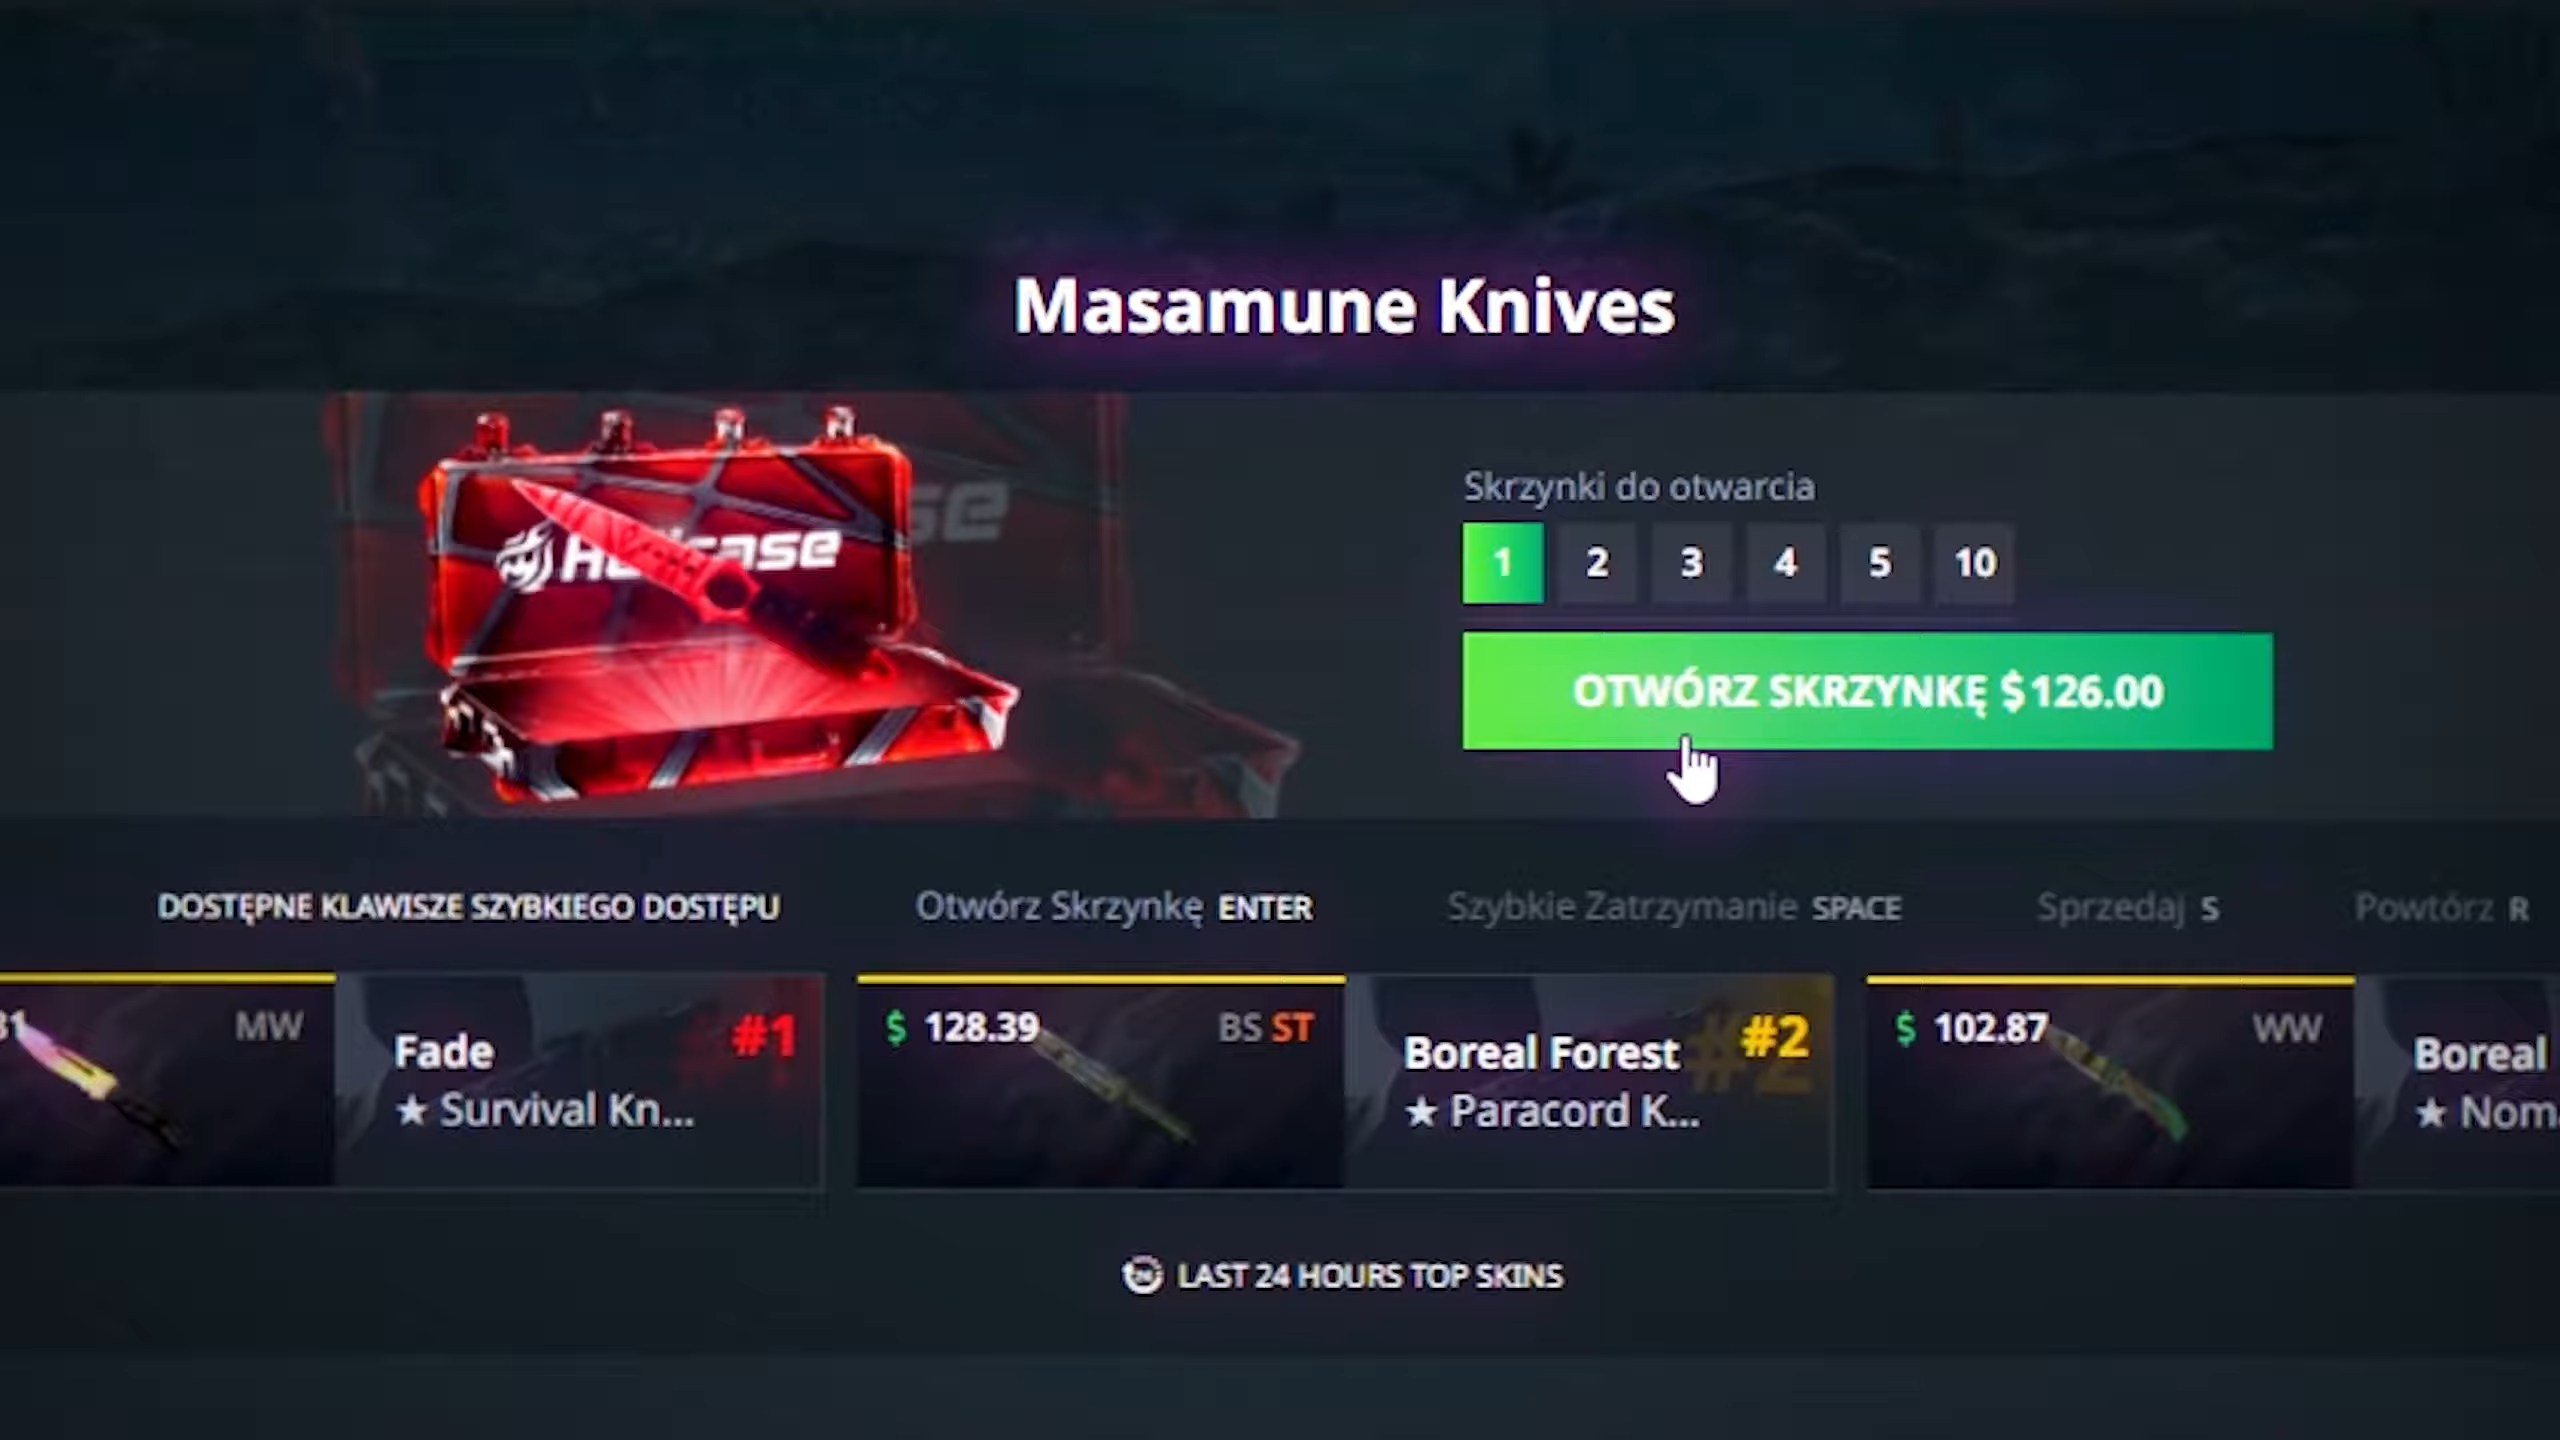 Masamune Knives
Skrzynki do otwarcia
1 2 3 4 5 10
OTWÓRZ SKRZYNKĘ $126.00
DOSTĘPNE KLAWISZE SZYBKIEGO DOSTĘPU Otwórz Skrzynkę ENTER Szybkie Zatrzymanie SPACE Sprzedaj S Powtórz R
MW
Fade
★ Survival Kn...
#1
$ 128.39 BS ST
Boreal Forest
★ Paracord K...
#2
$ 102.87 WW
Boreal
★ Nom
LAST 24 HOURS TOP SKINS